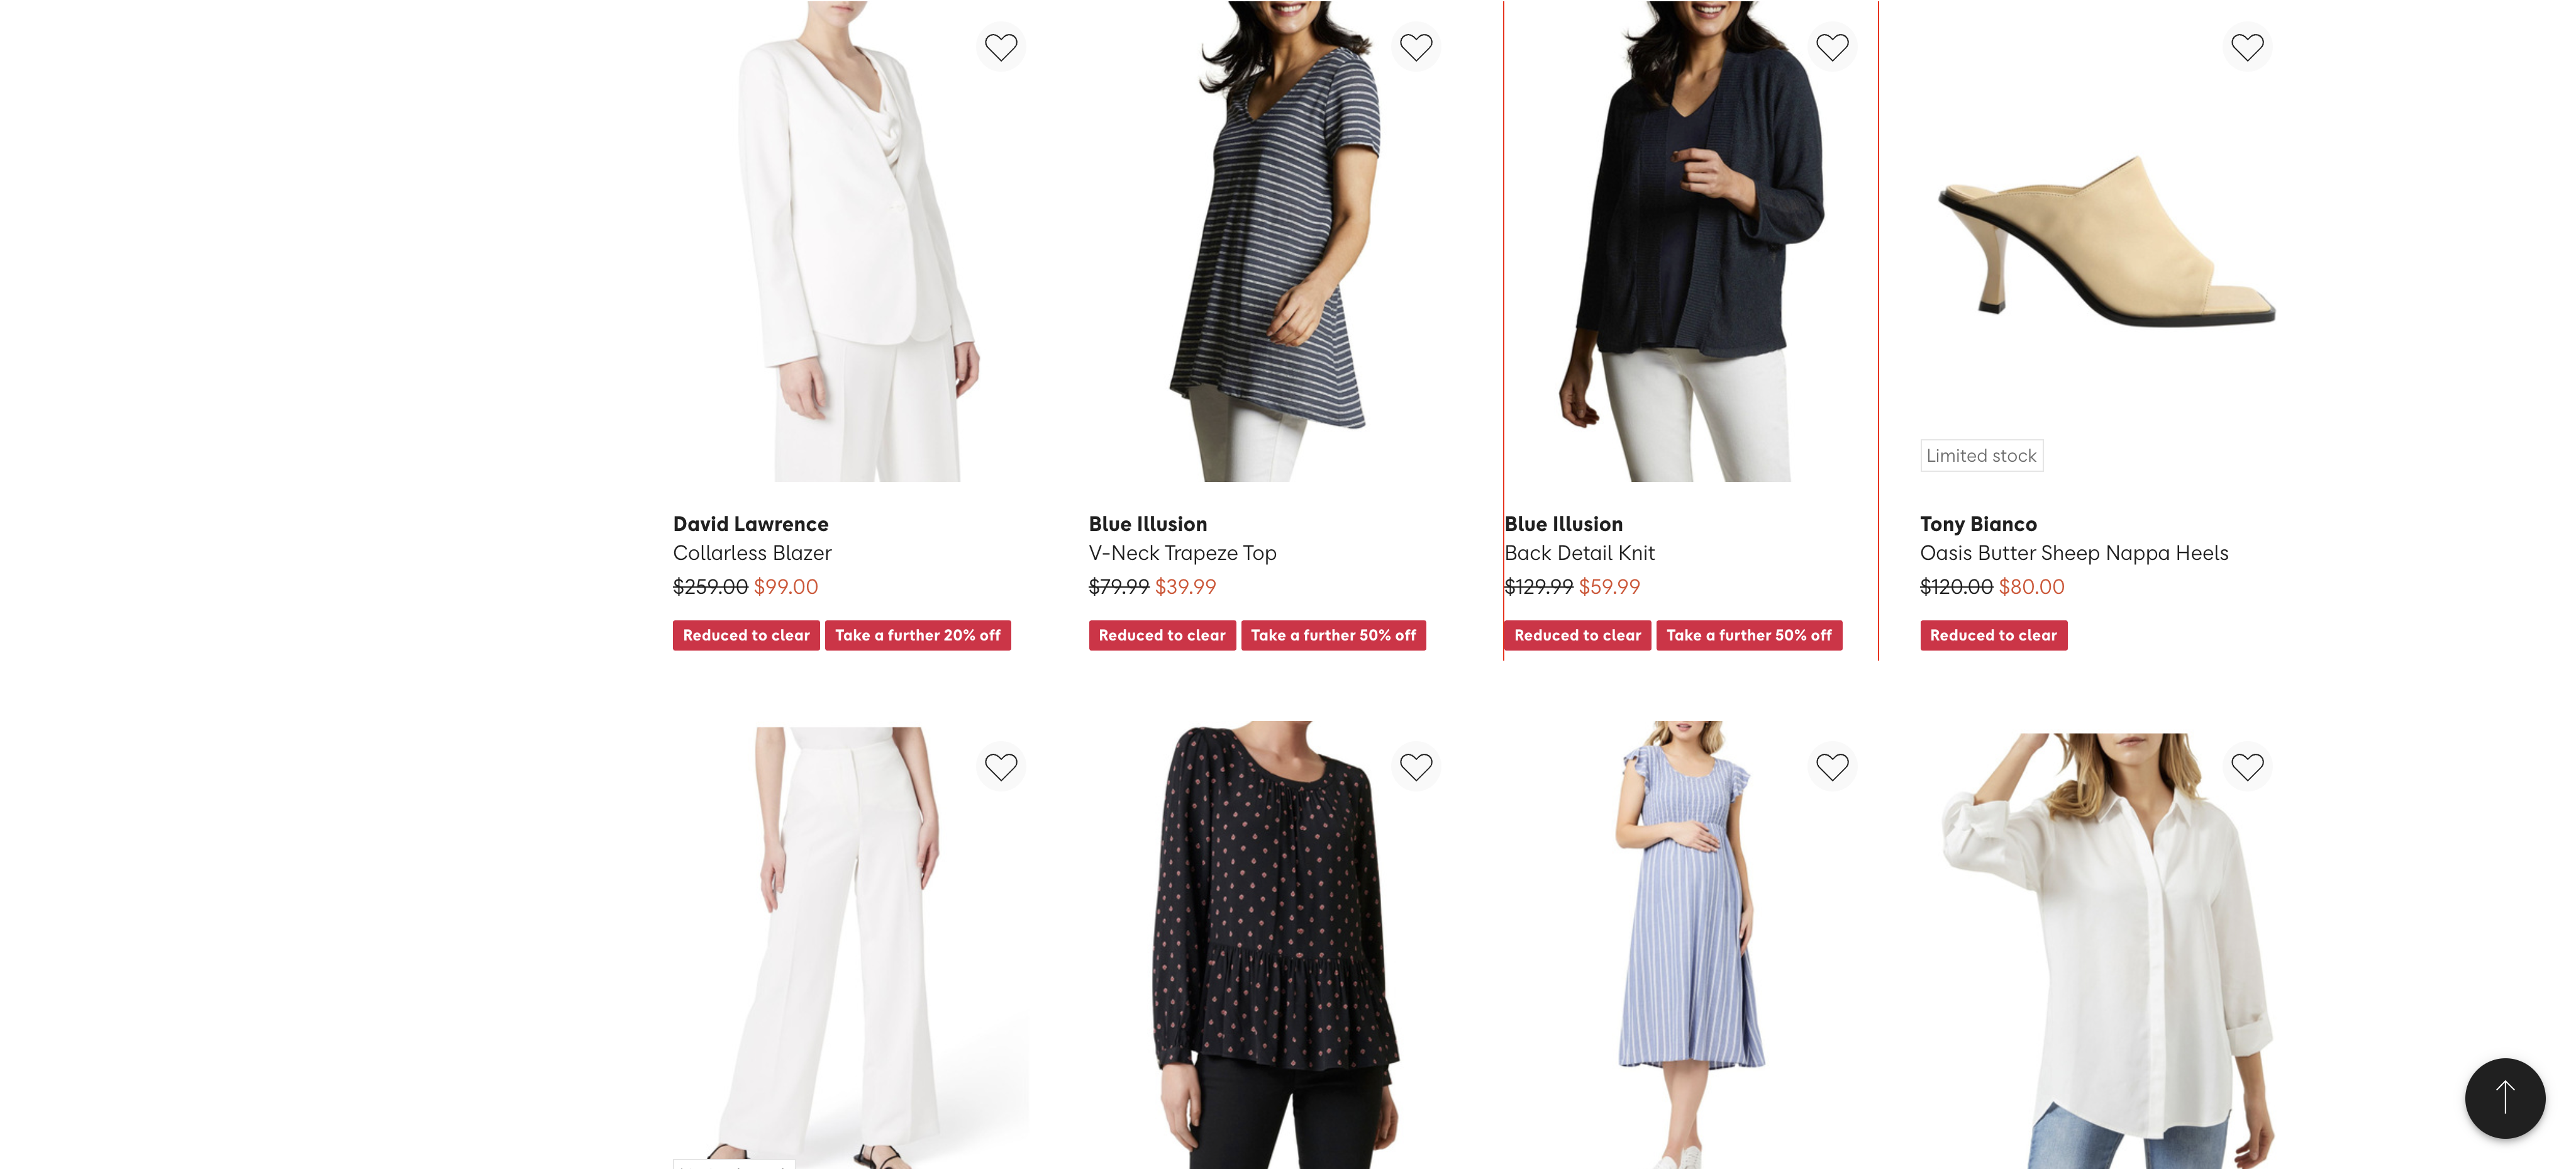 Limited stock
David Lawrence
Collarless Blazer
$259.00 $99.00
Reduced to clear Take a further 20% off
Blue Illusion
V-Neck Trapeze Top
$79.99 $39.99
Reduced to clear Take a further 50% off
Blue Illusion
Back Detail Knit
$129.99 $59.99
Reduced to clear Take a further 50% off
Tony Bianco
Oasis Butter Sheep Nappa Heels
$120.00 $80.00
Reduced to clear